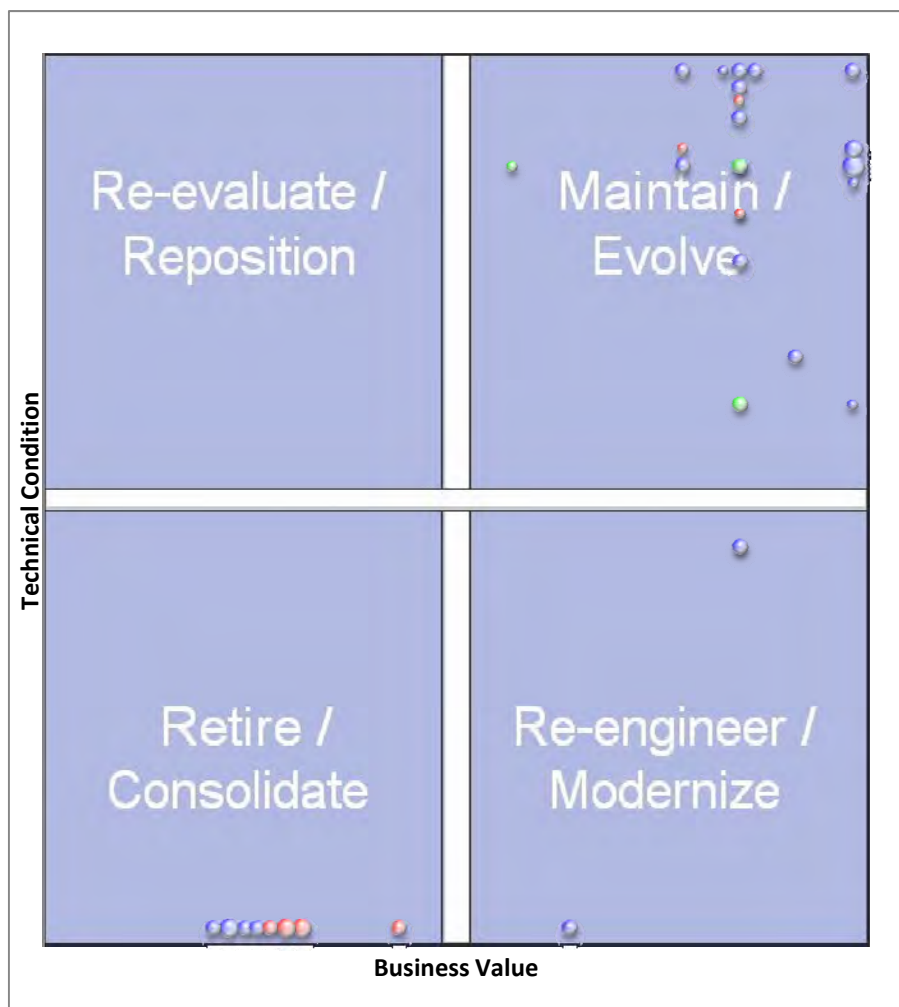 Re-evaluate /
Reposition
Maintain /
Evolve
Technical Condition
Retire /
Consolidate
Re-engineer /
Modernize
Business Value